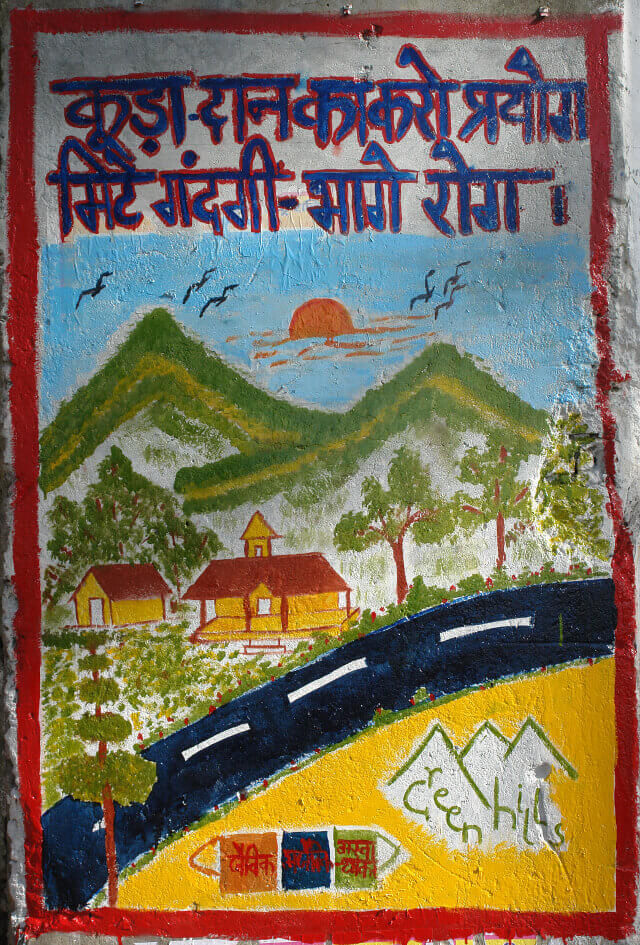 कूड़ा-दान का करो प्रयोग
मिटे गंदगी-भागे रोग ।
Green hills
जैविक